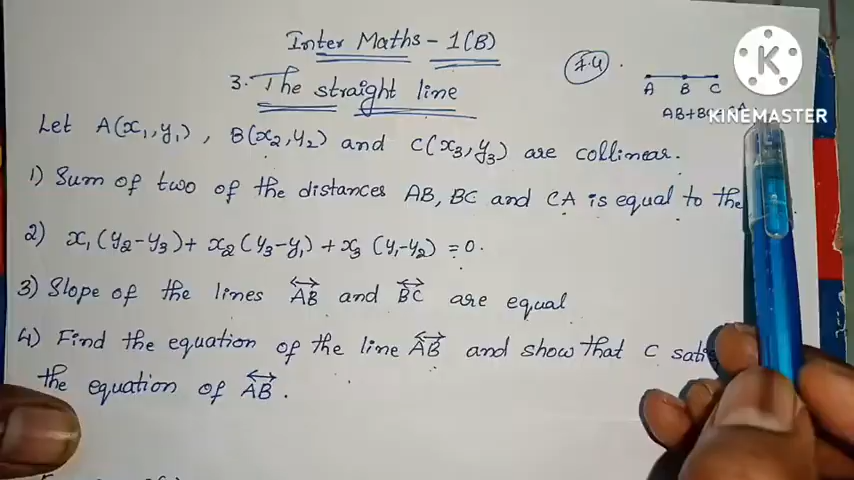 Inter Maths - 1(B)
3. The straight line
A B C
AB+BC
KINEMASTER
Let A(x₁,y₁), B(x₂,y₂) and C(x₃,y₃) are collinear.
1) Sum of two of the distances AB, BC and CA is equal to the
2) x₁(y₂-y₃)+ x₂(y₃-y₁)+x₃(y₁-y₂)=0.
3) Slope of the lines AB and BC are equal
4) Find the equation of the line AB and show that C
the equation of AB.